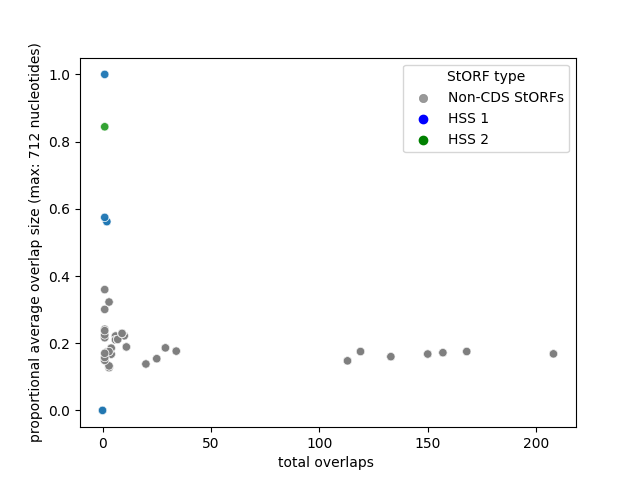 proportional average overlap size (max: 712 nucleotides)
1.0
0.8
0.6
0.4
0.2
0.0
StORF type
Non-CDS StORFs
HSS 1
HSS 2
0 50 100 150 200
total overlaps